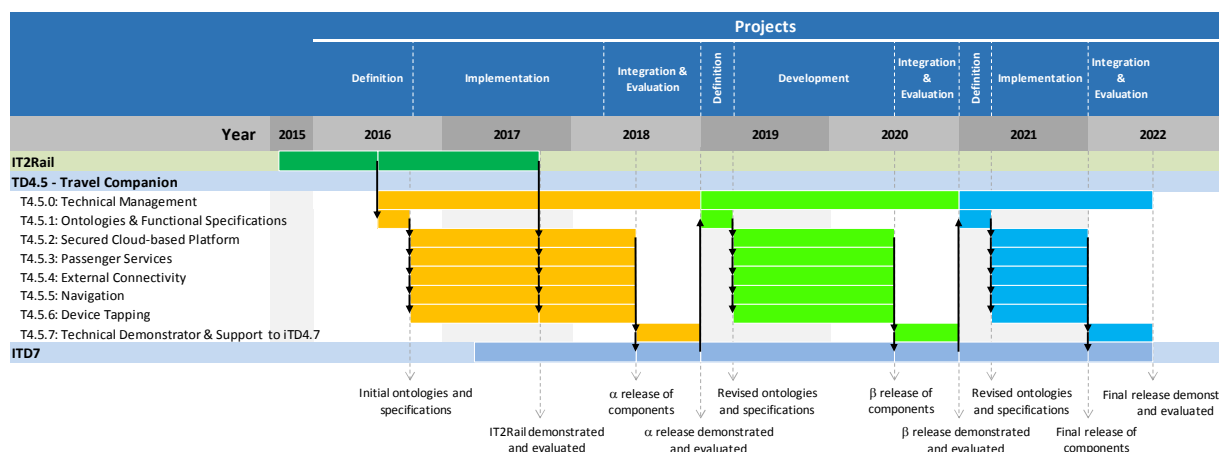 Projects
Definition
Implementation
Integration &
Evaluation
Definition
Development
Integration
&
Evaluation
Definition
Implementation
Integration
&
Evaluation
Year 2015 2016 2017 2018 2019 2020 2021 2022
IT2Rail
TD4.5 - Travel Companion
T4.5.0: Technical Management
T4.5.1: Ontologies & Functional Specifications
T4.5.2: Secured Cloud-based Platform
T4.5.3: Passenger Services
T4.5.4: External Connectivity
T4.5.5: Navigation
T4.5.6: Device Tapping
T4.5.7: Technical Demonstrator & Support to iTD4.7
ITD7
Initial ontologies and
specifications
IT2Rail demonstrated
and evaluated
α release of
components
α release demonstrated
and evaluated
Revised ontologies
and specifications
β release of
components
β release demonstrated
and evaluated
Revised ontologies
and specifications
Final release of
components
Final release demonst
and evaluated